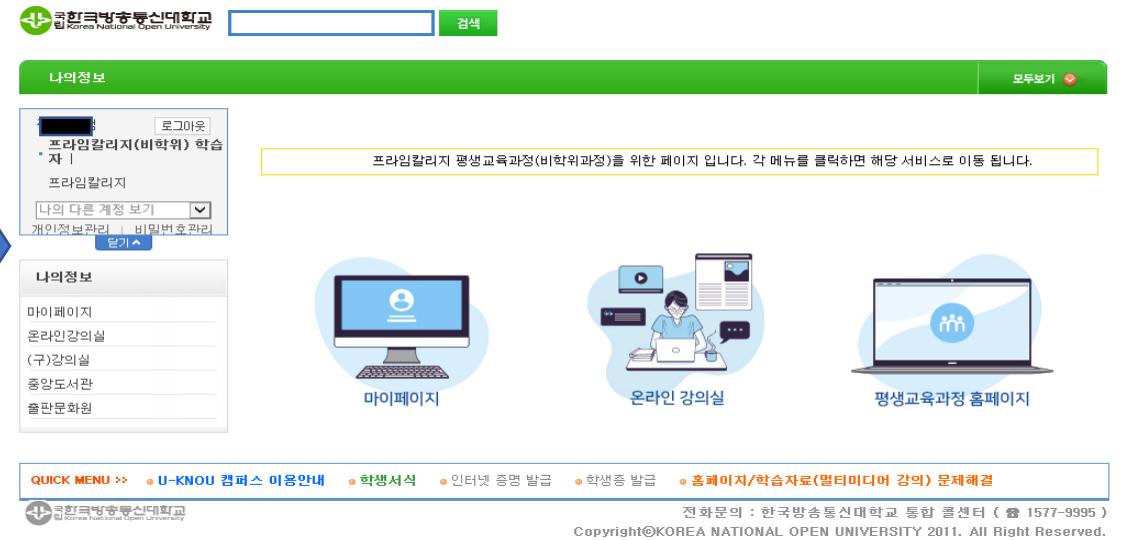 국립 한국방송통신대학교
Korea National Open University
검색
나의정보
모두보기
로그아웃
프라임칼리지(비학위) 학습
자 |
프라임칼리지
나의 다른 계정 보기
개인정보관리 | 비밀번호관리
닫기
나의정보
마이페이지
온라인강의실
(구)강의실
중앙도서관
출판문화원
프라임칼리지 평생교육과정(비학위과정)을 위한 페이지 입니다. 각 메뉴를 클릭하면 해당 서비스로 이동 됩니다.
마이페이지
온라인 강의실
평생교육과정 홈페이지
QUICK MENU >> U-KNOU 캠퍼스 이용안내 학생서식 인터넷 증명 발급 학생증 발급 홈페이지/학습자료(멀티미디어 강의) 문제해결
국립 한국방송통신대학교
Korea National Open University
전화문의 : 한국방송통신대학교 통합 콜센터 ( ☎ 1577-9995 )
Copyright©KOREA NATIONAL OPEN UNIVERSITY 2011. All Right Reserved.